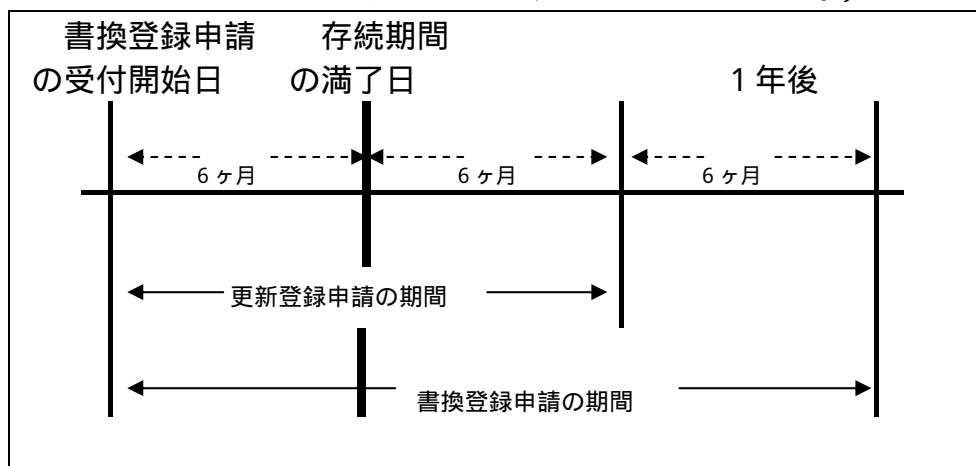 書換登録申請
の受付開始日
存続期間
の満了日
1年後
6ヶ月
6ヶ月
6ヶ月
更新登録申請の期間
書換登録申請の期間